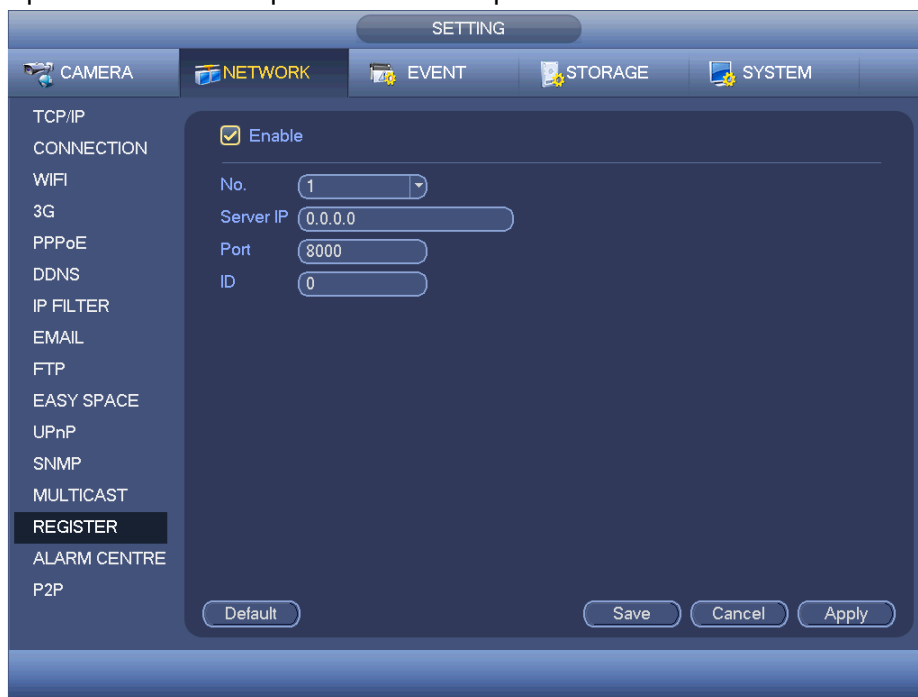 SETTING
CAMERA NETWORK EVENT STORAGE SYSTEM
TCP/IP
CONNECTION
WIFI
3G
PPPoE
DDNS
IP FILTER
EMAIL
FTP
EASY SPACE
UPnP
SNMP
MULTICAST
REGISTER
ALARM CENTRE
P2P
Enable
No. 1
Server IP 0.0.0.0
Port 8000
ID 0
Default Save Cancel Apply